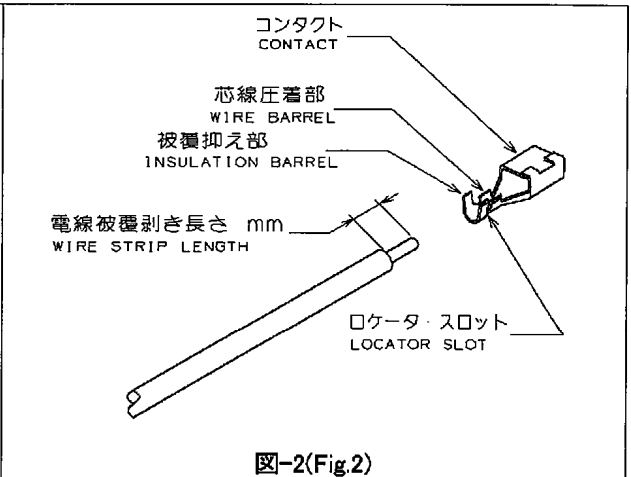 コンタクト
CONTACT
芯線圧着部
WIRE BARREL
被覆抑え部
INSULATION BARREL
電線被覆剥き長さ mm
WIRE STRIP LENGTH
ロケータ・スロット
LOCATOR SLOT
図-2(Fig.2)